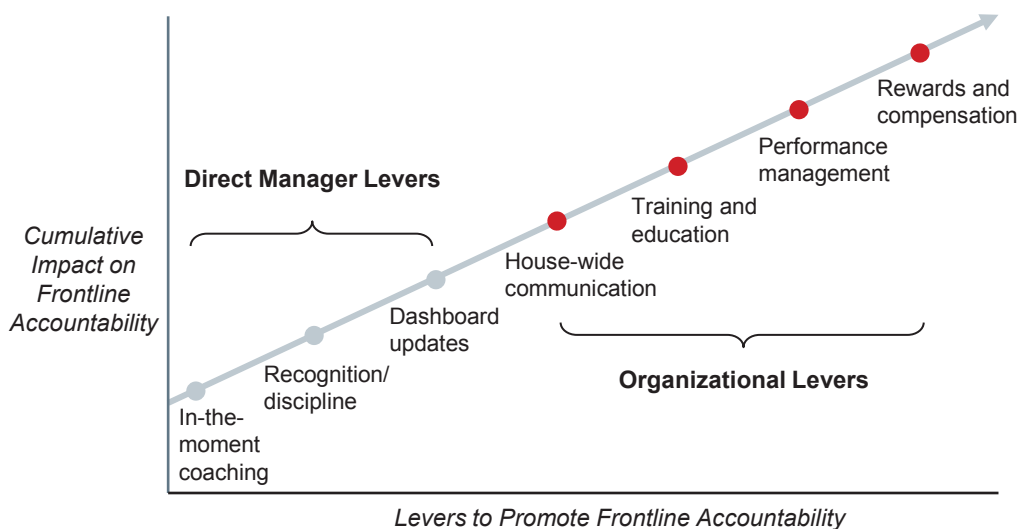 Rewards and
compensation
Performance
management
Direct Manager Levers
Training and
education
Cumulative
Impact on
Frontline
Accountability
House-wide
communication
Dashboard
updates
Organizational Levers
Recognition/
discipline
In-the-
moment
coaching
Levers to Promote Frontline Accountability